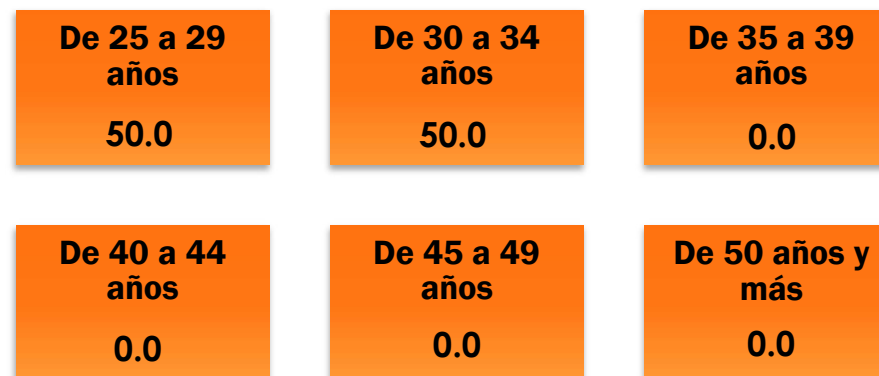 De 25 a 29
años
50.0
De 30 a 34
años
50.0
De 35 a 39
años
0.0
De 40 a 44
años
0.0
De 45 a 49
años
0.0
De 50 años y
más
0.0